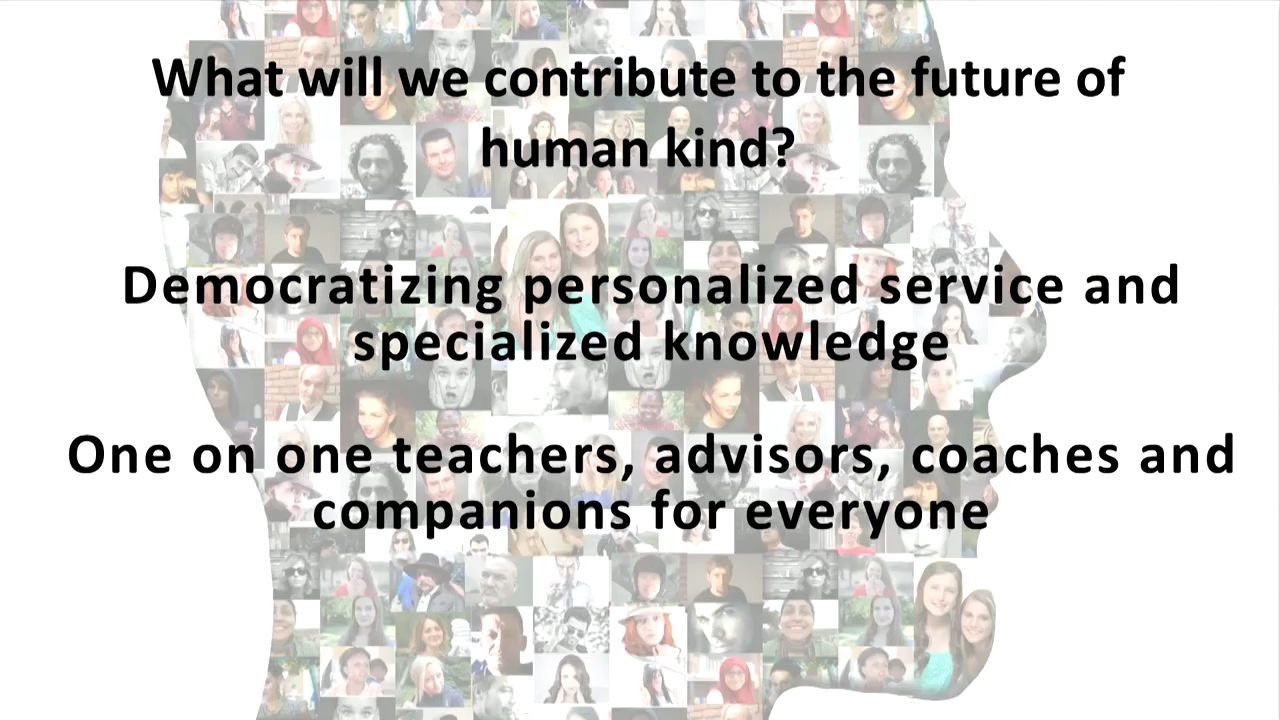 What will we contribute to the future of
human kind?
Democratizing personalized service and
specialized knowledge
One on one teachers, advisors, coaches and
companions for everyone